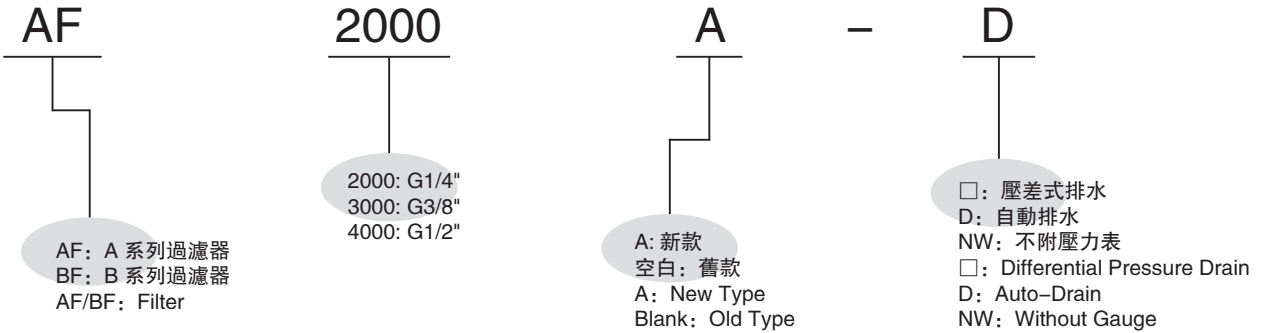 AF 2000 A – D
AF：A 系列過濾器
BF：B 系列過濾器
AF/BF：Filter
2000: G1/4"
3000: G3/8"
4000: G1/2"
A: 新款
空白：舊款
A：New Type
Blank：Old Type
□：壓差式排水
D：自動排水
NW：不附壓力表
□：Differential Pressure Drain
D：Auto–Drain
NW：Without Gauge